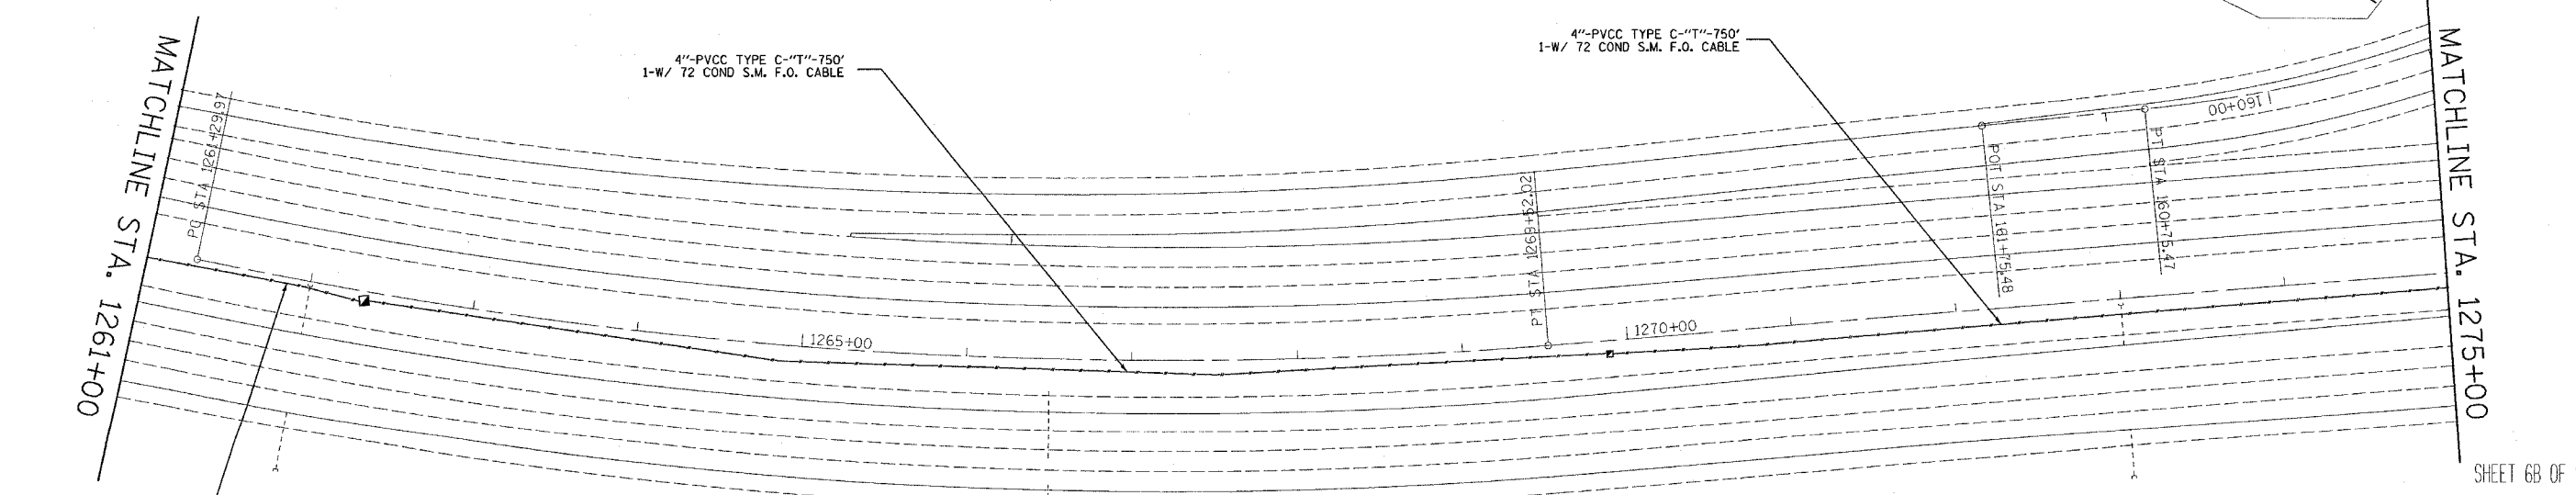 MATCHLINE STA. 1261+00
4"-PVCC TYPE C-"T"-750'
1-W/ 72 COND S.M. F.O. CABLE
4"-PVCC TYPE C-"T"-750'
1-W/ 72 COND S.M. F.O. CABLE
MATCHLINE STA. 1275+00
STA 1261+29.97
1265+00
PT STA 1269+52.02
1270+00
POT STA 161+75.48
PT STA 160+75.47
160+00
SHEET 6B OF